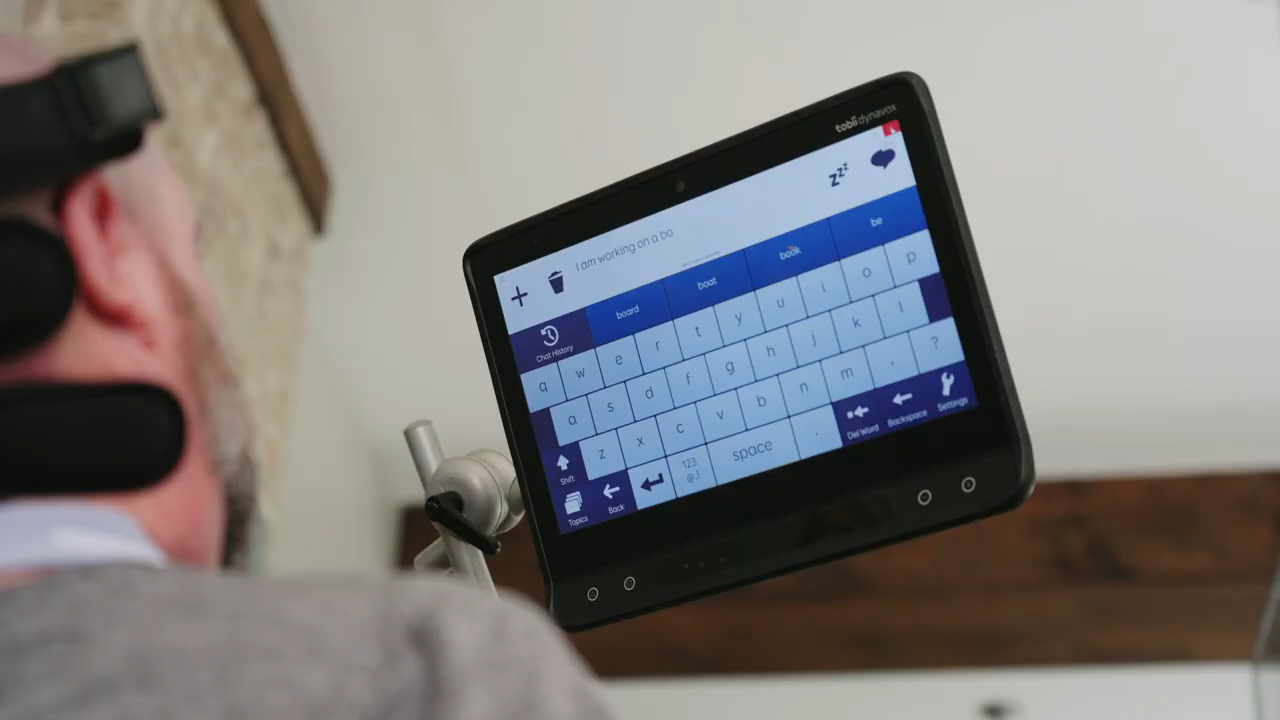 tobii dynavox
zzz
I am working on a bo
Chat History
board
boat
book
be
q w e r t y u i o p
a s d f g h j k l
Shift
z x c v b n m , ?
Topics
Back
123
@.!
space
.
Del Word
Backspace
Settings